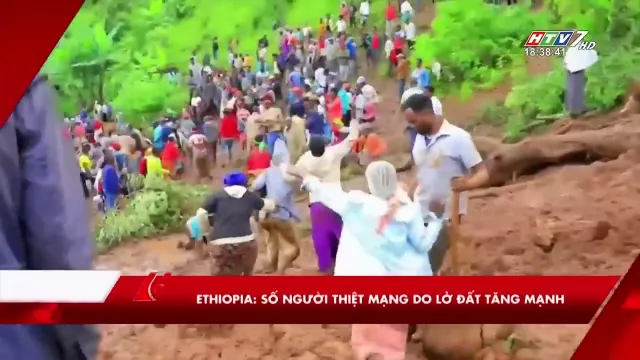 HTV7 HD
18:38:41
ETHIOPIA: SỐ NGƯỜI THIỆT MẠNG DO LỞ ĐẤT TĂNG MẠNH